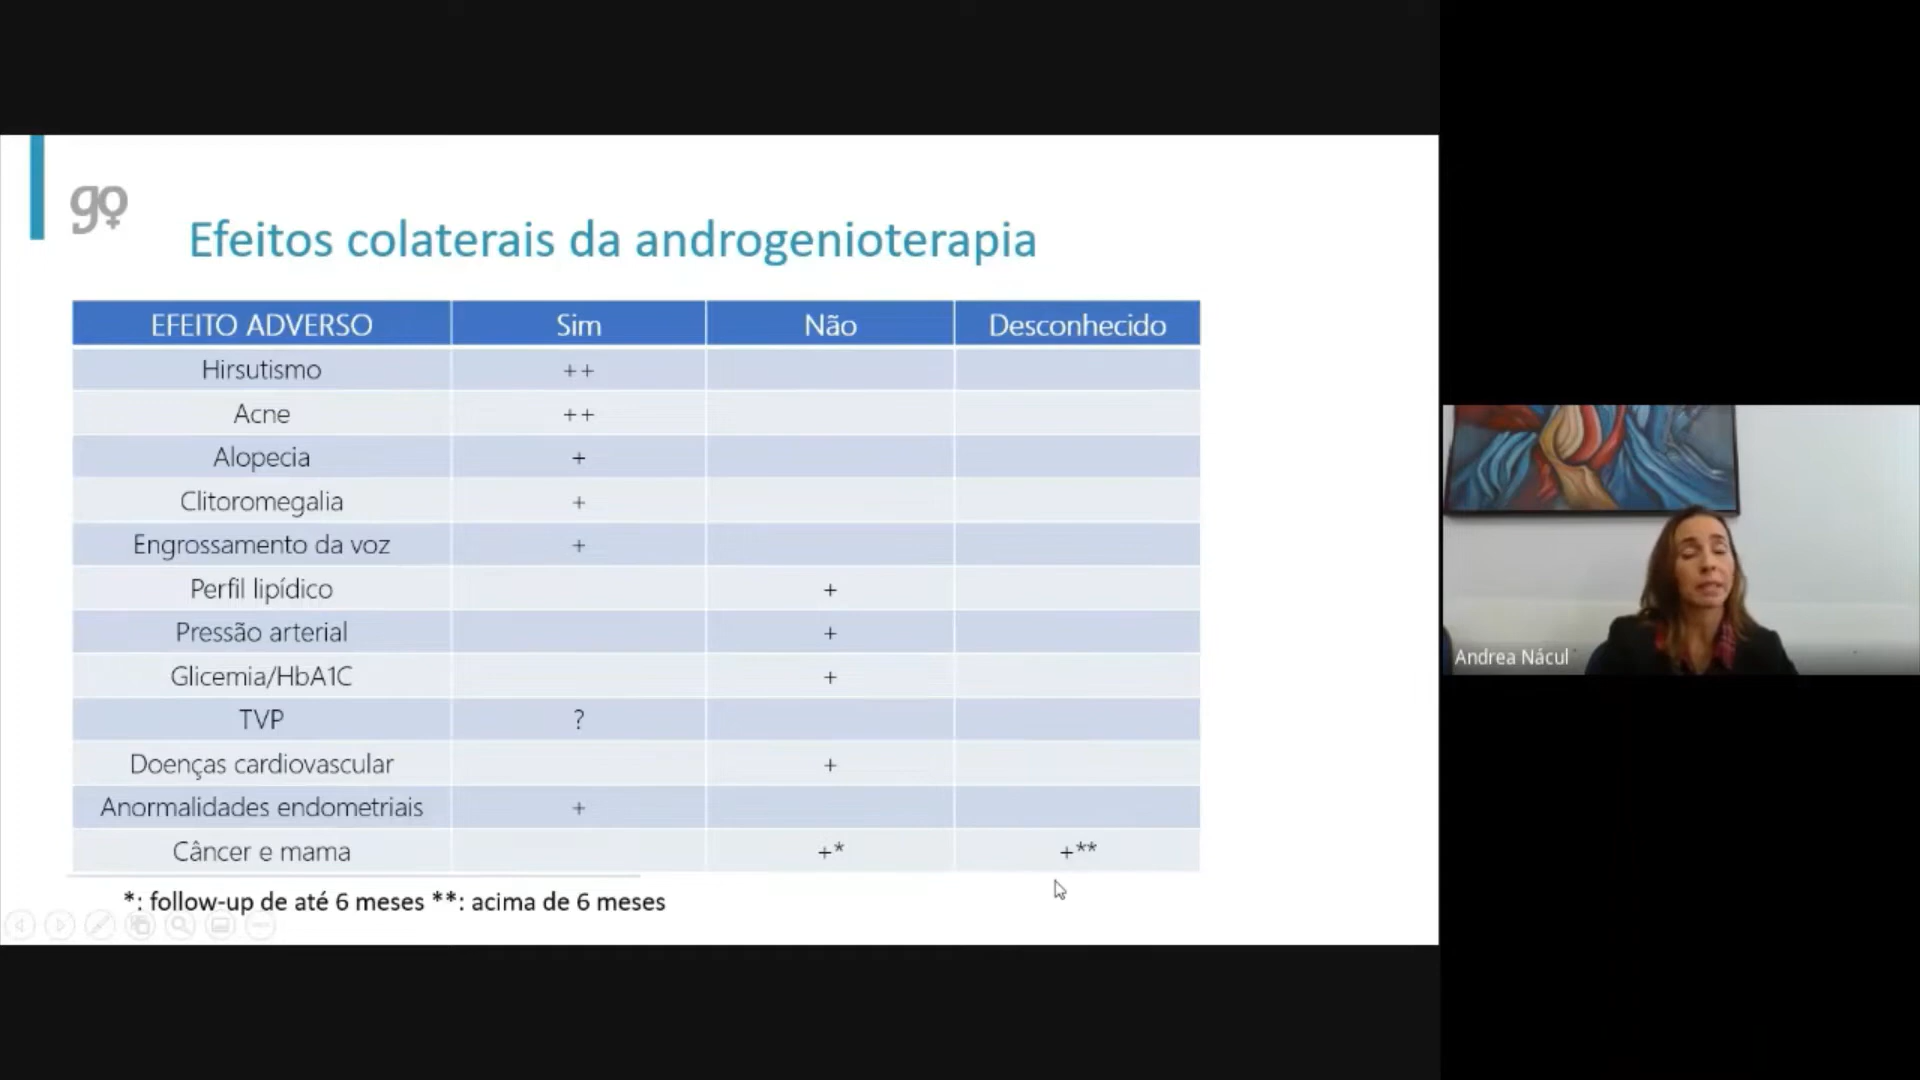 go
Efeitos colaterais da androgenioterapia
EFEITO ADVERSO Sim Não Desconhecido
Hirsutismo ++
Acne ++
Alopecia +
Clitoromegalia +
Engrossamento da voz +
Perfil lipídico +
Pressão arterial +
Glicemia/HbA1C +
TVP ?
Doenças cardiovascular +
Anormalidades endometriais +
Câncer e mama +* +**
*: follow-up de até 6 meses **: acima de 6 meses
Andrea Nácul